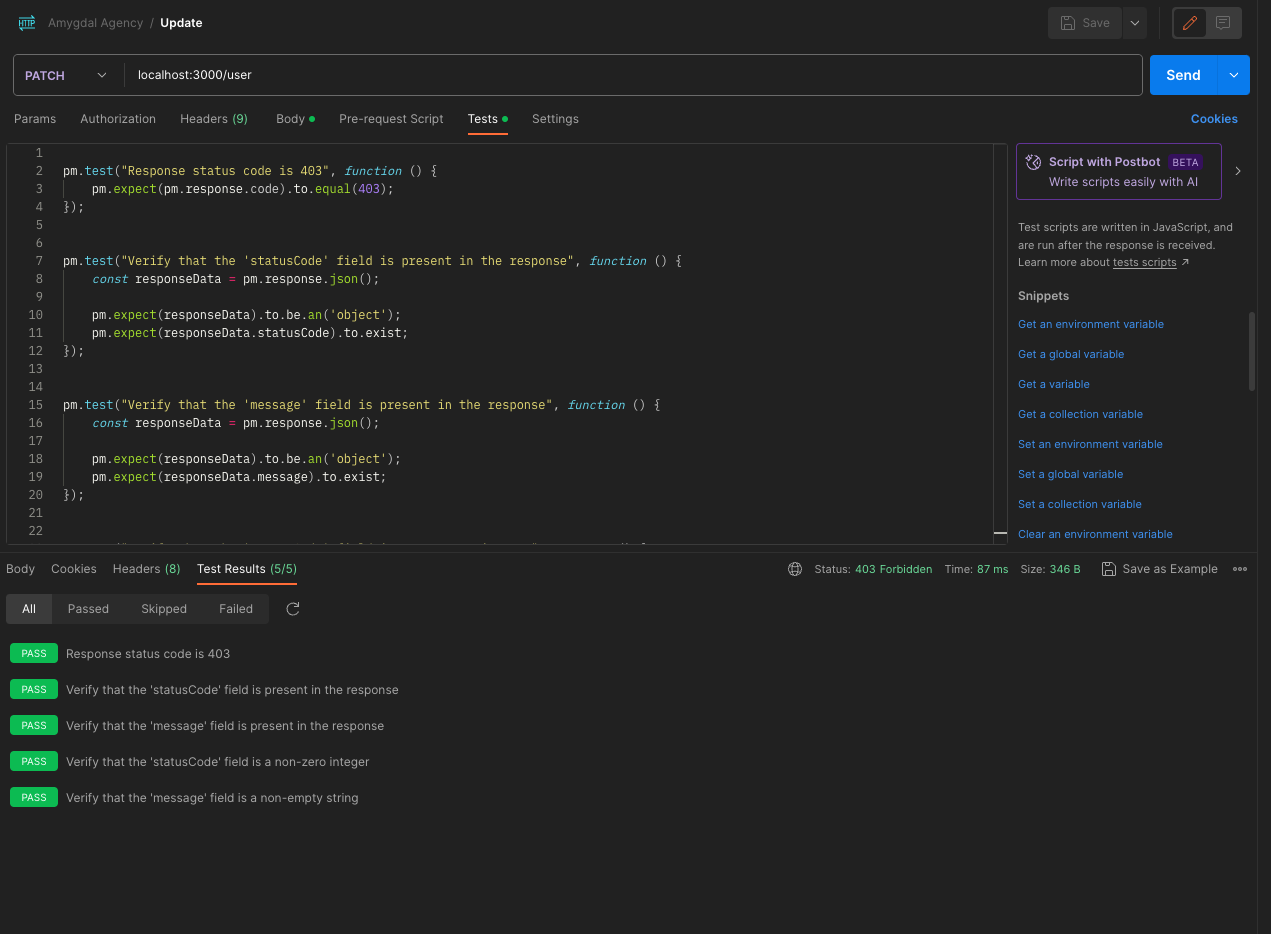 HTTP Amygdal Agency / Update Save
PATCH localhost:3000/user Send
Params Authorization Headers (9) Body Pre-request Script Tests Settings Cookies
1
2 pm.test("Response status code is 403", function () {
3 pm.expect(pm.response.code).to.equal(403);
4 });
5
6
7 pm.test("Verify that the 'statusCode' field is present in the response", function () {
8 const responseData = pm.response.json();
9
10 pm.expect(responseData).to.be.an('object');
11 pm.expect(responseData.statusCode).to.exist;
12 });
13
14
15 pm.test("Verify that the 'message' field is present in the response", function () {
16 const responseData = pm.response.json();
17
18 pm.expect(responseData).to.be.an('object');
19 pm.expect(responseData.message).to.exist;
20 });
21
22
Script with Postbot BETA
Write scripts easily with AI
Test scripts are written in JavaScript, and
are run after the response is received.
Learn more about tests scripts ↗
Snippets
Get an environment variable
Get a global variable
Get a variable
Get a collection variable
Set an environment variable
Set a global variable
Set a collection variable
Clear an environment variable
Body Cookies Headers (8) Test Results (5/5) Status: 403 Forbidden Time: 87 ms Size: 346 B Save as Example
All Passed Skipped Failed
PASS Response status code is 403
PASS Verify that the 'statusCode' field is present in the response
PASS Verify that the 'message' field is present in the response
PASS Verify that the 'statusCode' field is a non-zero integer
PASS Verify that the 'message' field is a non-empty string